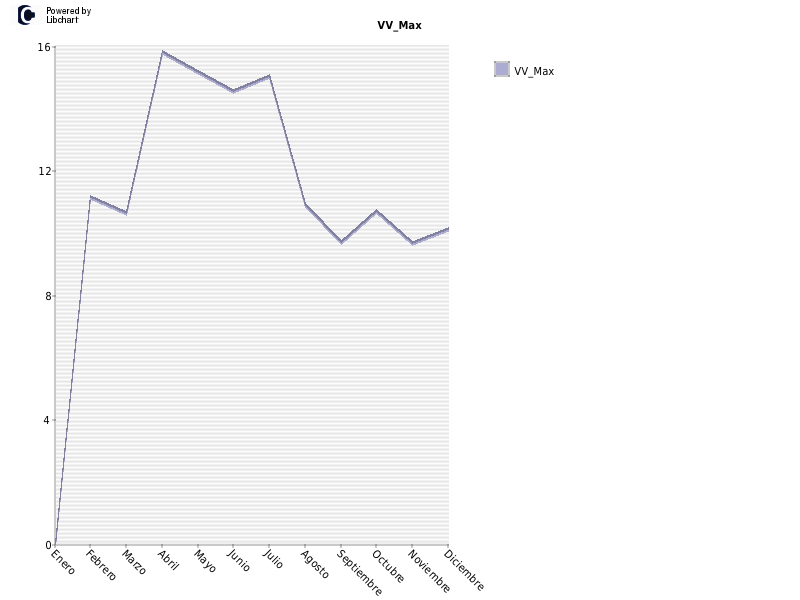 Powered by
Libchart
VV_Max
VV_Max
16
12
8
4
0
Enero
Febrero
Marzo
Abril
Mayo
Junio
Julio
Agosto
Septiembre
Octubre
Noviembre
Diciembre